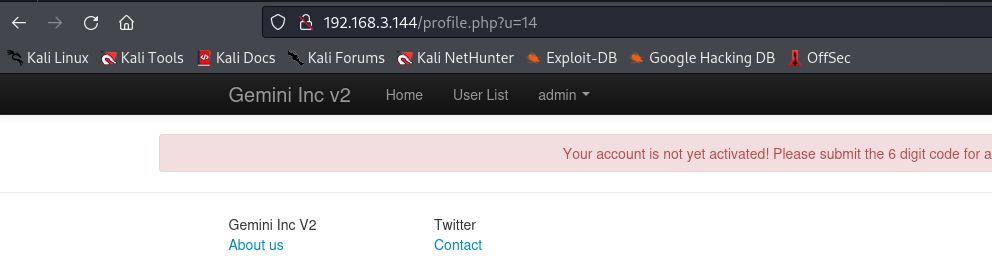 192.168.3.144/profile.php?u=14
Kali Linux Kali Tools Kali Docs Kali Forums Kali NetHunter Exploit-DB Google Hacking DB OffSec
Gemini Inc v2 Home User List admin
Your account is not yet activated! Please submit the 6 digit code for a
Gemini Inc V2 Twitter
About us Contact